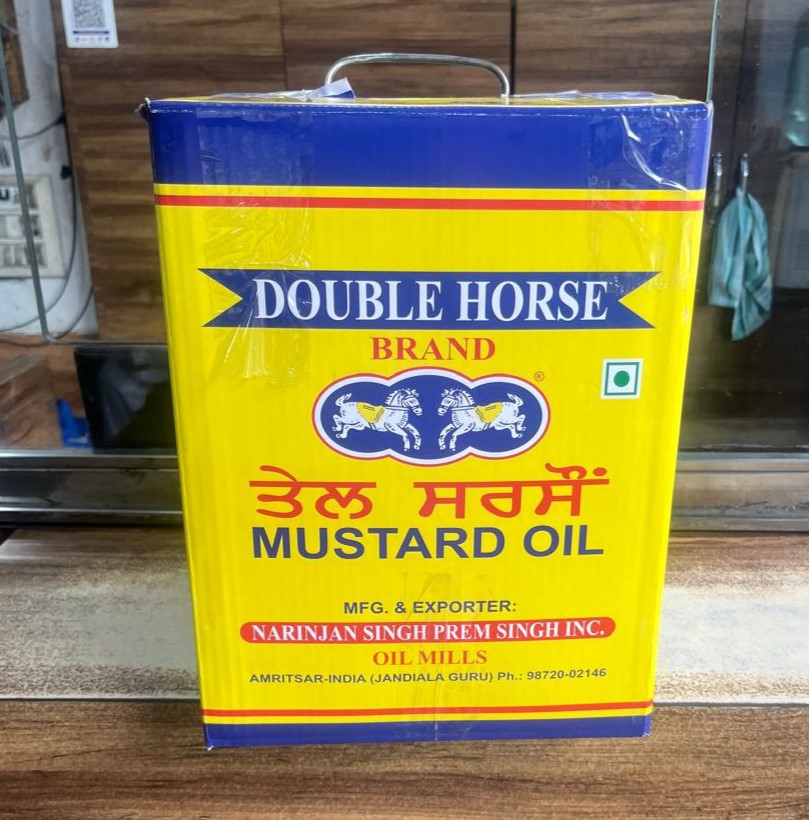 DOUBLE HORSE
BRAND
®
ਤੇਲ ਸਰਸੌਂ
MUSTARD OIL
MFG. & EXPORTER:
NARINJAN SINGH PREM SINGH INC.
OIL MILLS
AMRITSAR-INDIA (JANDIALA GURU) Ph.: 98720-02146